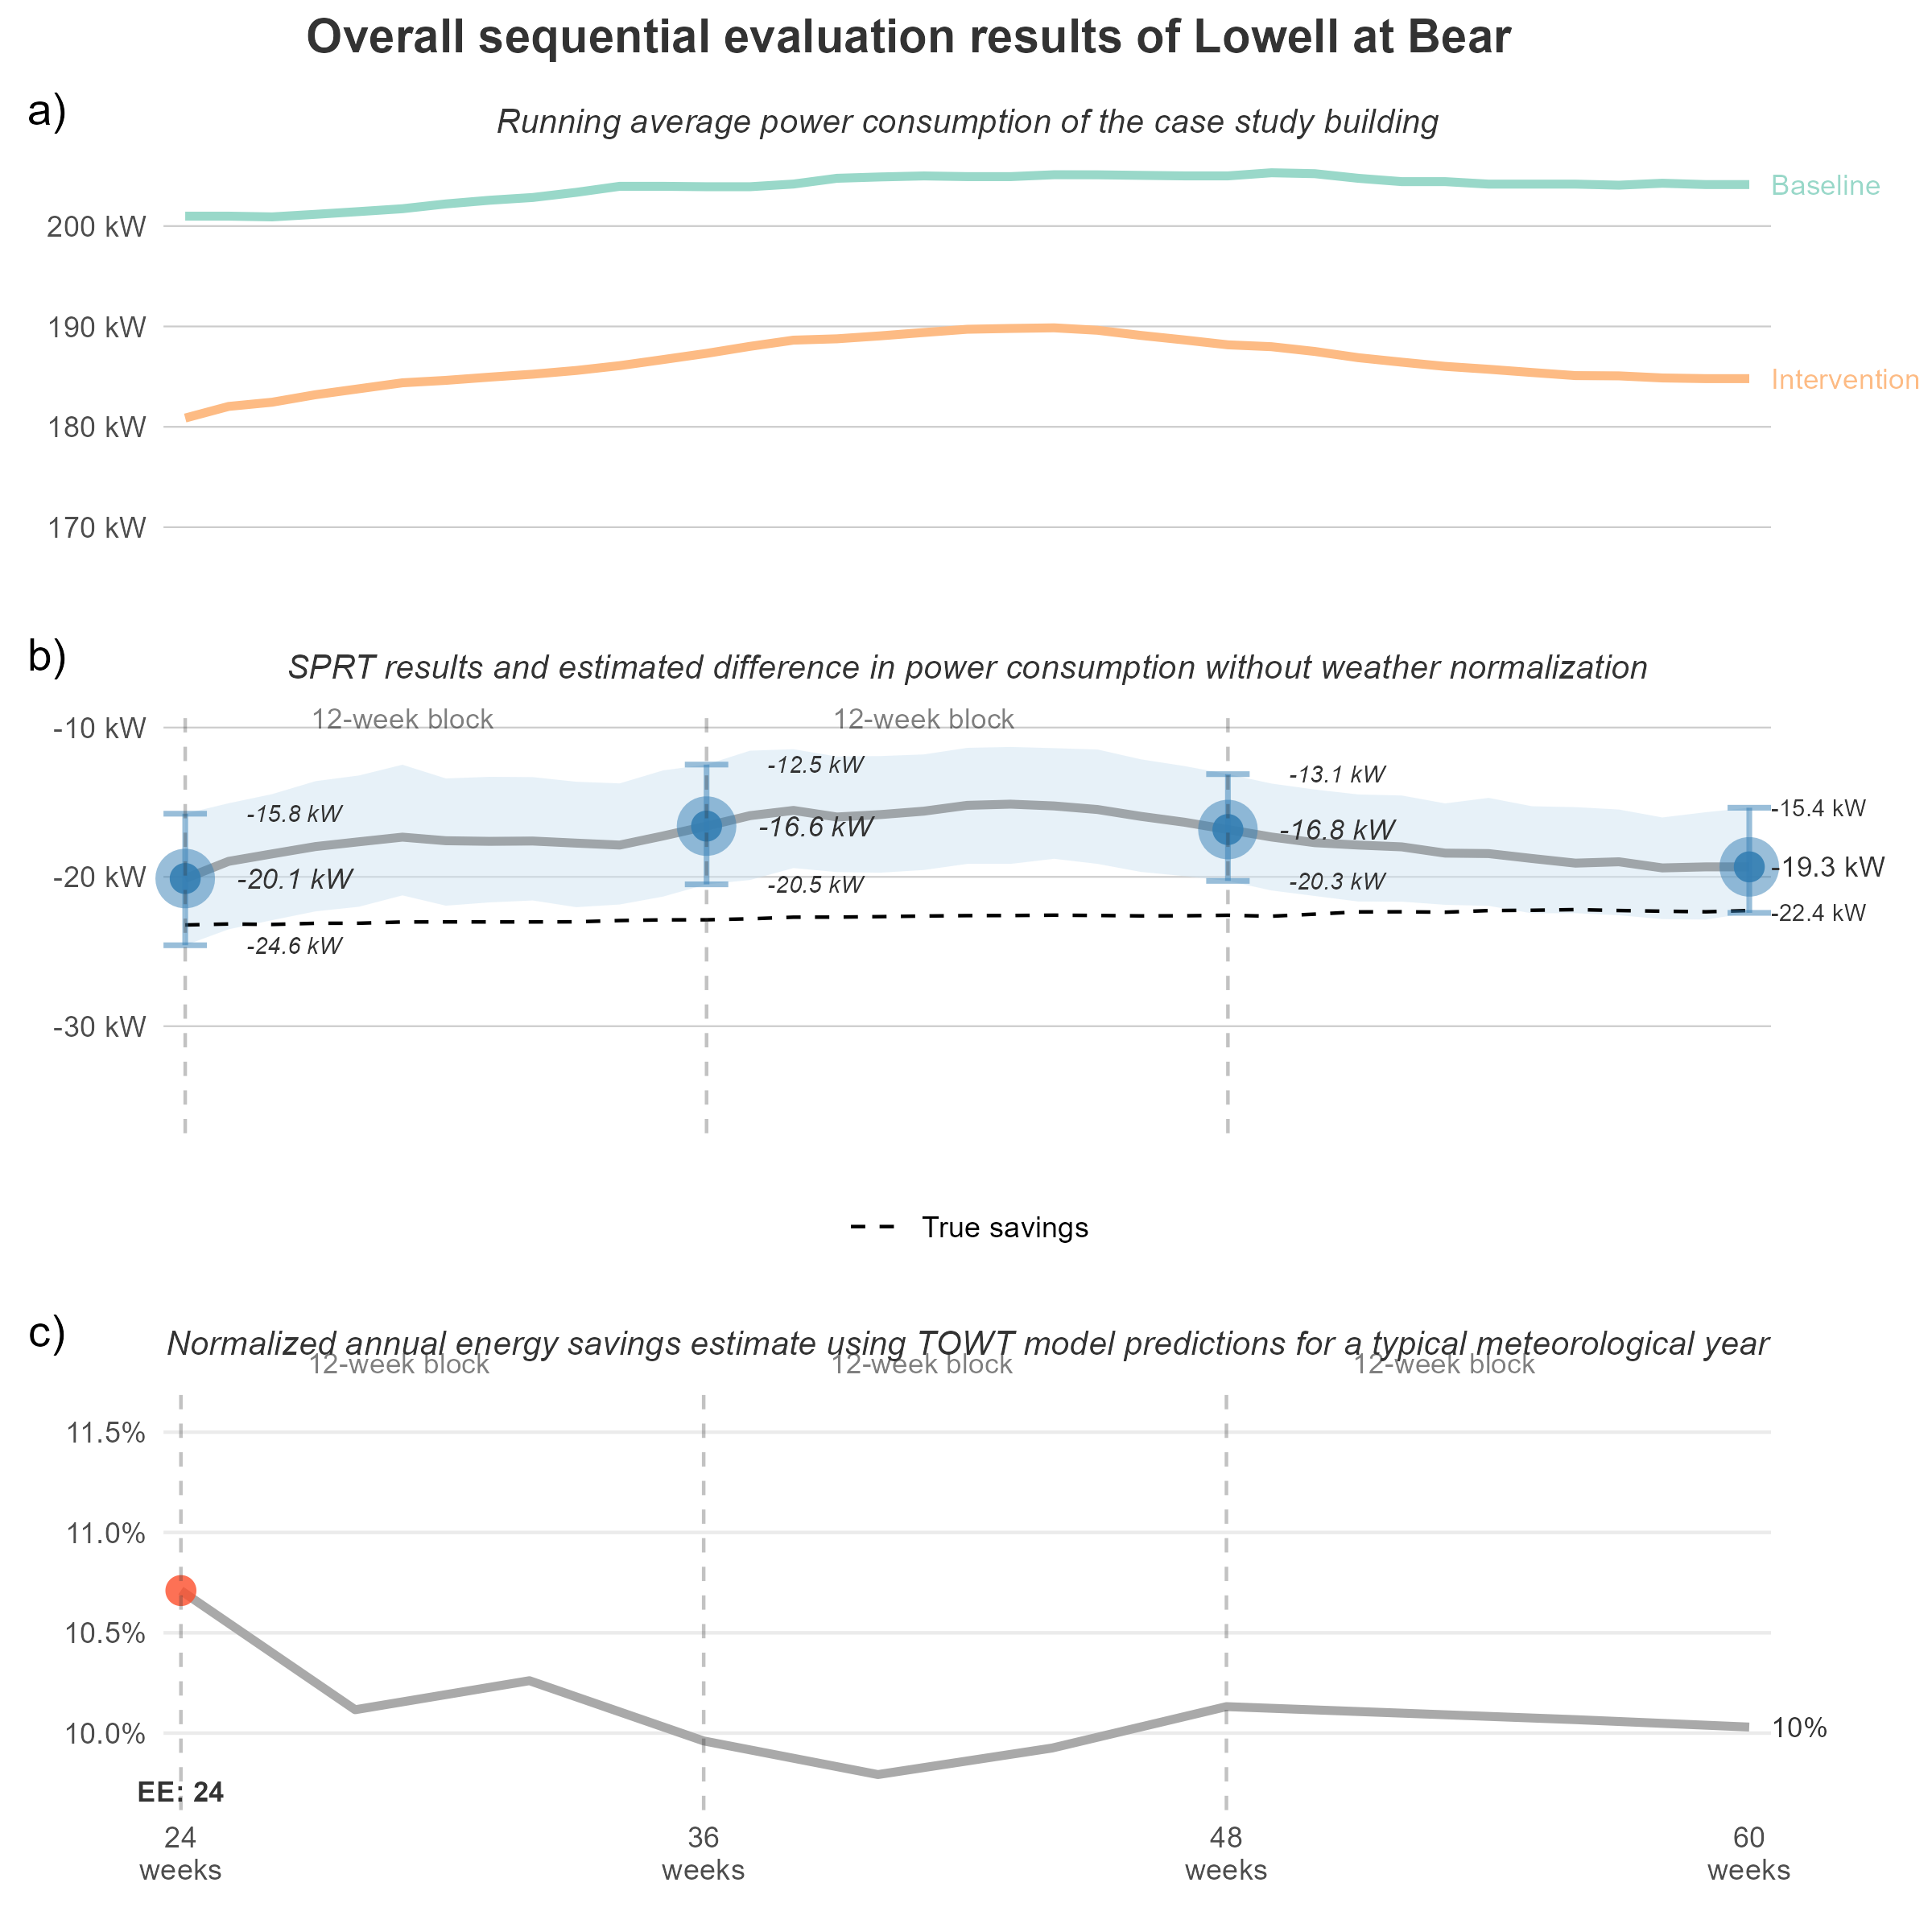 Overall sequential evaluation results of Lowell at Bear
a)
Running average power consumption of the case study building
Baseline
200 kW
190 kW
Intervention
180 kW
170 kW
b)
SPRT results and estimated difference in power consumption without weather normalization
12-week block
12-week block
-10 kW
-12.5 kW
-13.1 kW
-15.8 kW
-15.4 kW
-16.6 kW
-16.8 kW
-19.3 kW
-20 kW
-20.1 kW
-20.5 kW
-20.3 kW
-22.4 kW
-24.6 kW
-30 kW
True savings
c)
Normalized annual energy savings estimate using TOWT model predictions for a typical meteorological year
12-week block
12-week block
12-week block
11.5%
11.0%
10.5%
10.0%
10%
EE: 24
24
weeks
36
weeks
48
weeks
60
weeks